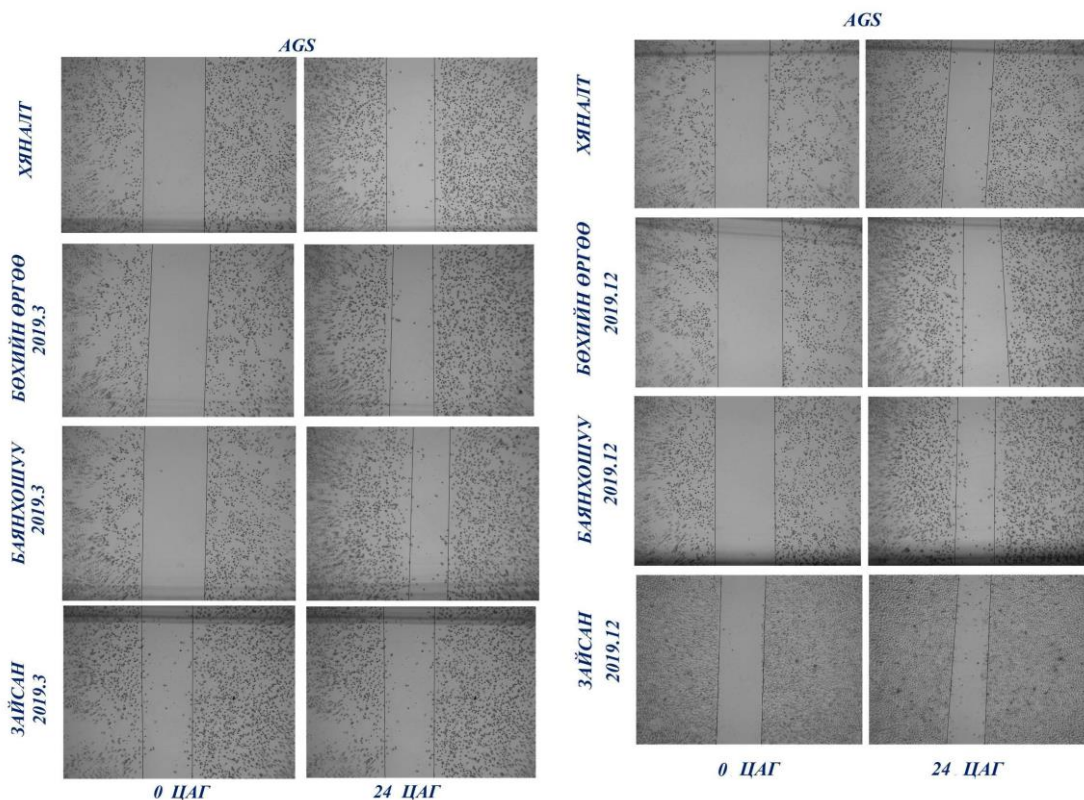 AGS
ХЯНАЛТ
БӨХИЙН ӨРГӨӨ
2019.3
БАЯНХОШУУ
2019.3
ЗАЙСАН
2019.3
0 ЦАГ
24 ЦАГ
AGS
ХЯНАЛТ
БӨХИЙН ӨРГӨӨ
2019.12
БАЯНХОШУУ
2019.12
ЗАЙСАН
2019.12
0 ЦАГ
24 ЦАГ